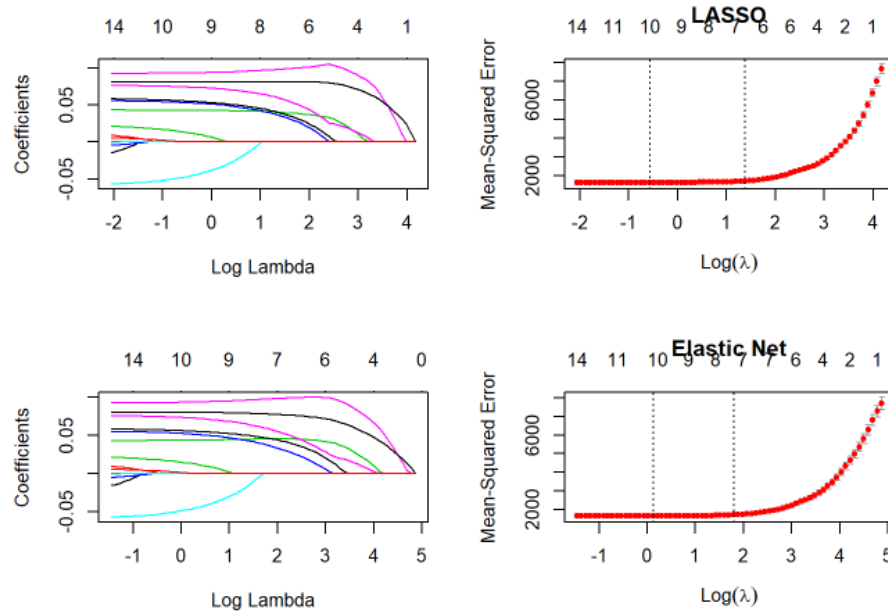 14 10 9 8 6 4 1
Coefficients
0.05
-0.05
-2 -1 0 1 2 3 4
Log Lambda
LASSO
14 11 10 9 8 7 6 6 4 2 1
Mean-Squared Error
6000
2000
-2 -1 0 1 2 3 4
Log(λ)
14 10 9 7 6 4 0
Coefficients
0.05
-0.05
-1 0 1 2 3 4 5
Log Lambda
Elastic Net
14 11 10 9 8 7 7 6 4 2 1
Mean-Squared Error
6000
2000
-1 0 1 2 3 4 5
Log(λ)